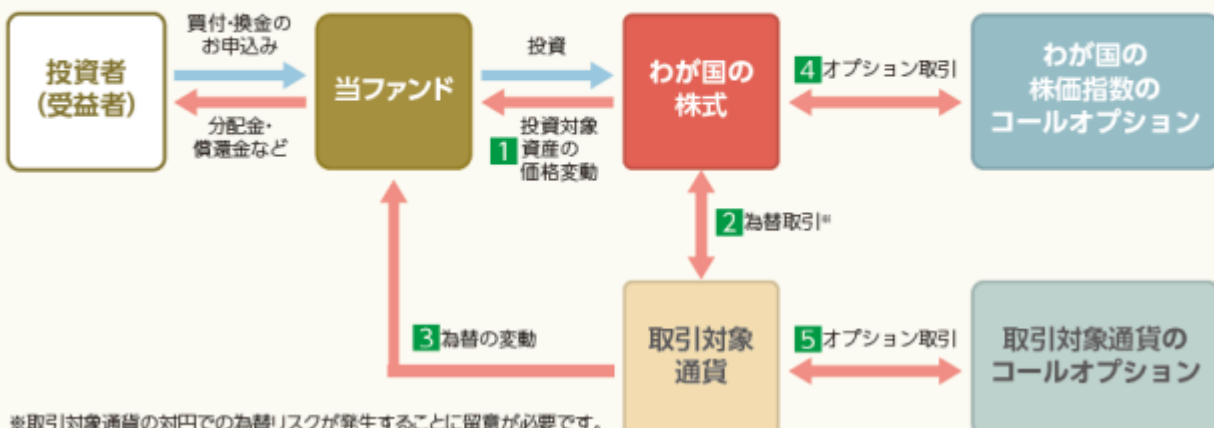 買付・換金の
お申込み
投資者
(受益者)
分配金・
償還金など
当ファンド
投資
1 投資対象
資産の
価格変動
わが国の
株式
4 オプション取引
わが国の
株価指数の
コールオプション
2 為替取引※
3 為替の変動
取引対象
通貨
5 オプション取引
取引対象通貨の
コールオプション
※取引対象通貨の対円での為替リスクが発生することに留意が必要です。